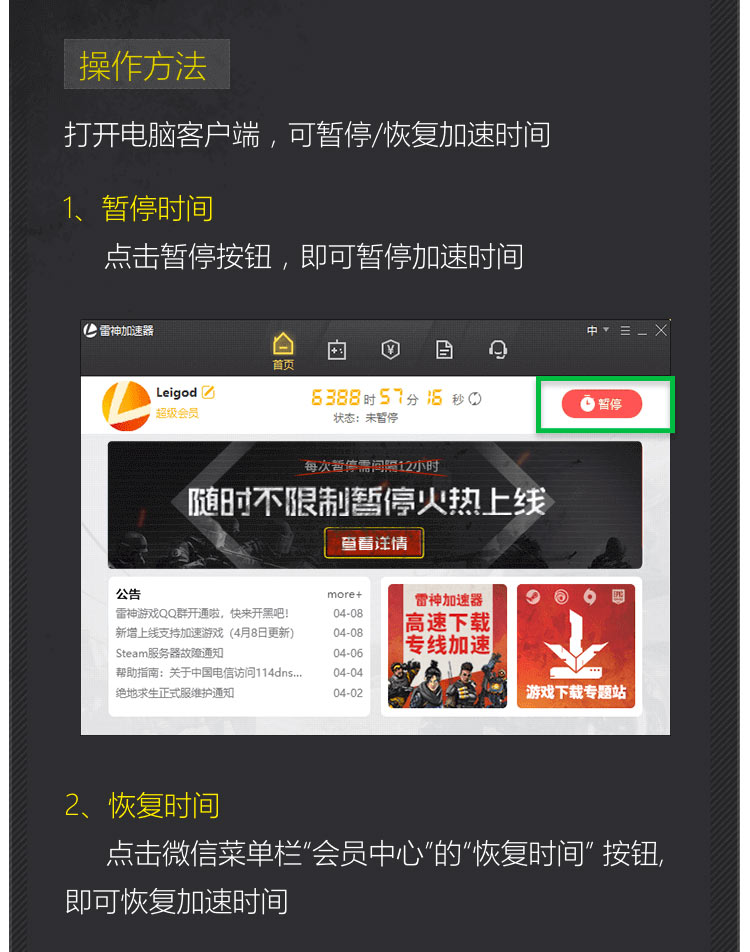 操作方法
打开电脑客户端，可暂停/恢复加速时间
1、暂停时间
点击暂停按钮，即可暂停加速时间
雷神加速器
中
首页
Leigod
超级会员
6388时57分16秒
状态：未暂停
暂停
每次暂停需间隔12小时
随时不限制暂停火热上线
查看详情
公告 more+
雷神游戏QQ群开通啦，快来开黑吧！ 04-08
新增上线支持加速游戏（4月8日更新） 04-08
Steam服务器故障通知 04-06
帮助指南：关于中国电信访问114dns... 04-04
绝地求生正式服维护通知 04-02
雷神加速器
高速下载
专线加速
EPIC
游戏下载专题站
2、恢复时间
点击微信菜单栏“会员中心”的“恢复时间” 按钮,
即可恢复加速时间